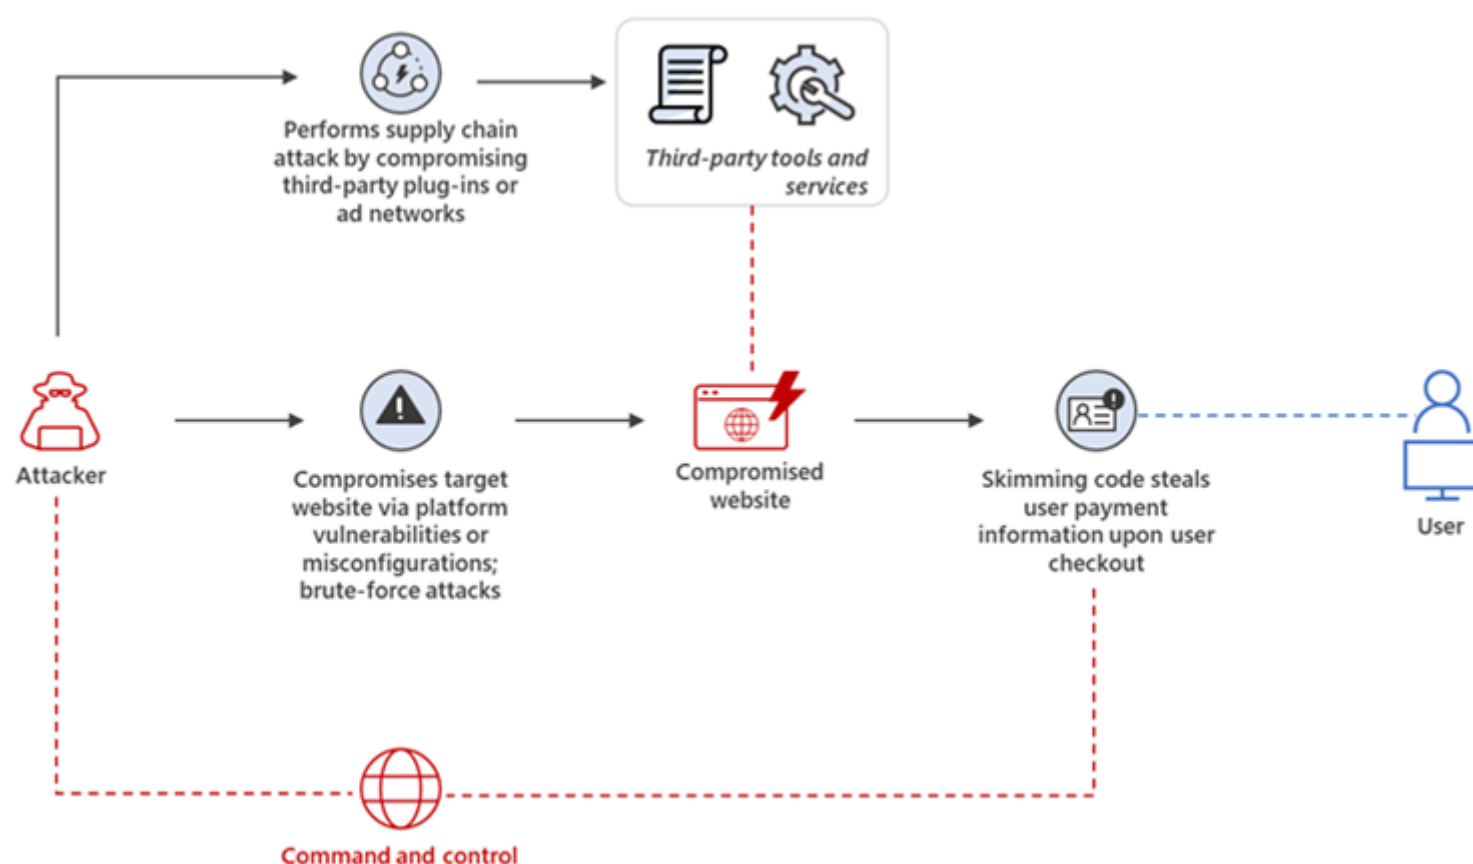 Performs supply chain
attack by compromising
third-party plug-ins or
ad networks
Third-party tools and
services
Attacker
Compromises target
website via platform
vulnerabilities or
misconfigurations;
brute-force attacks
Compromised
website
Skimming code steals
user payment
information upon user
checkout
User
Command and control